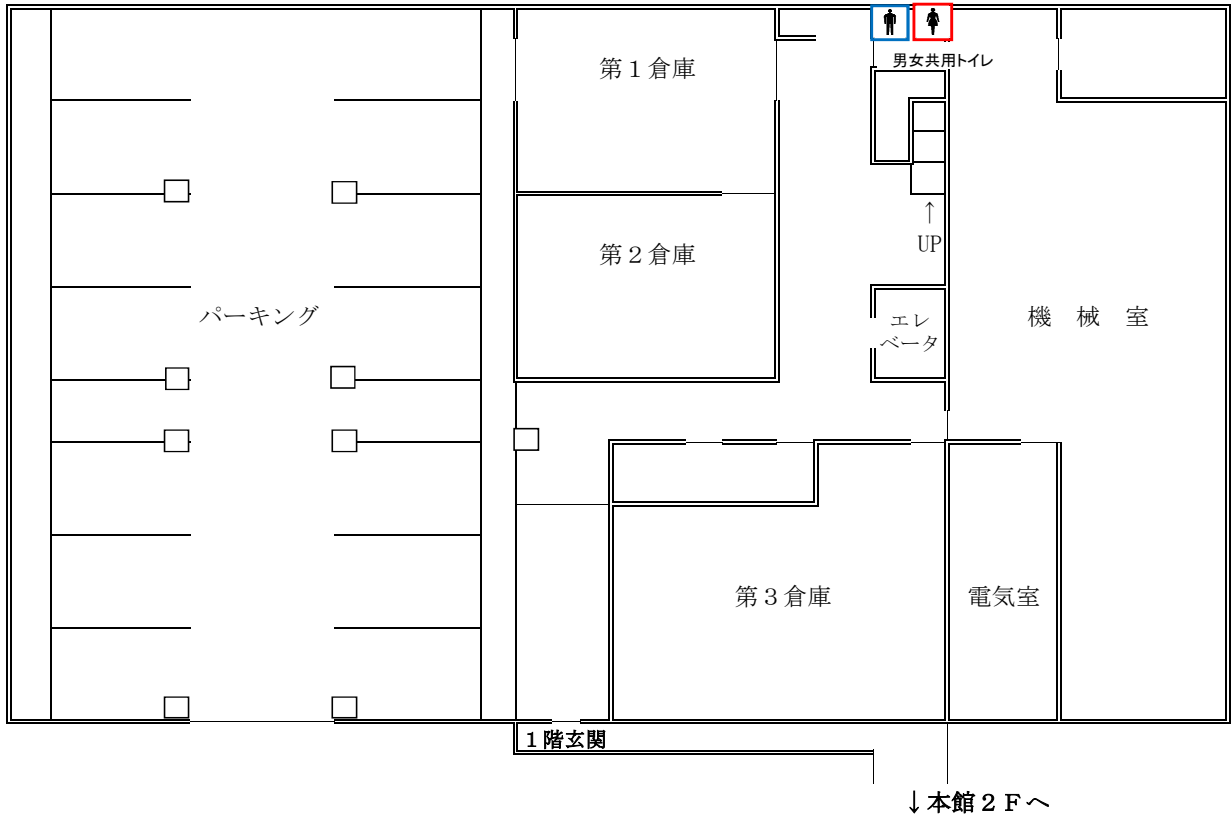 男女共用トイレ
第１倉庫
第２倉庫
↑
UP
パーキング
エレ
ベータ
機　械　室
第３倉庫
電気室
１階玄関
↓本館２Ｆへ